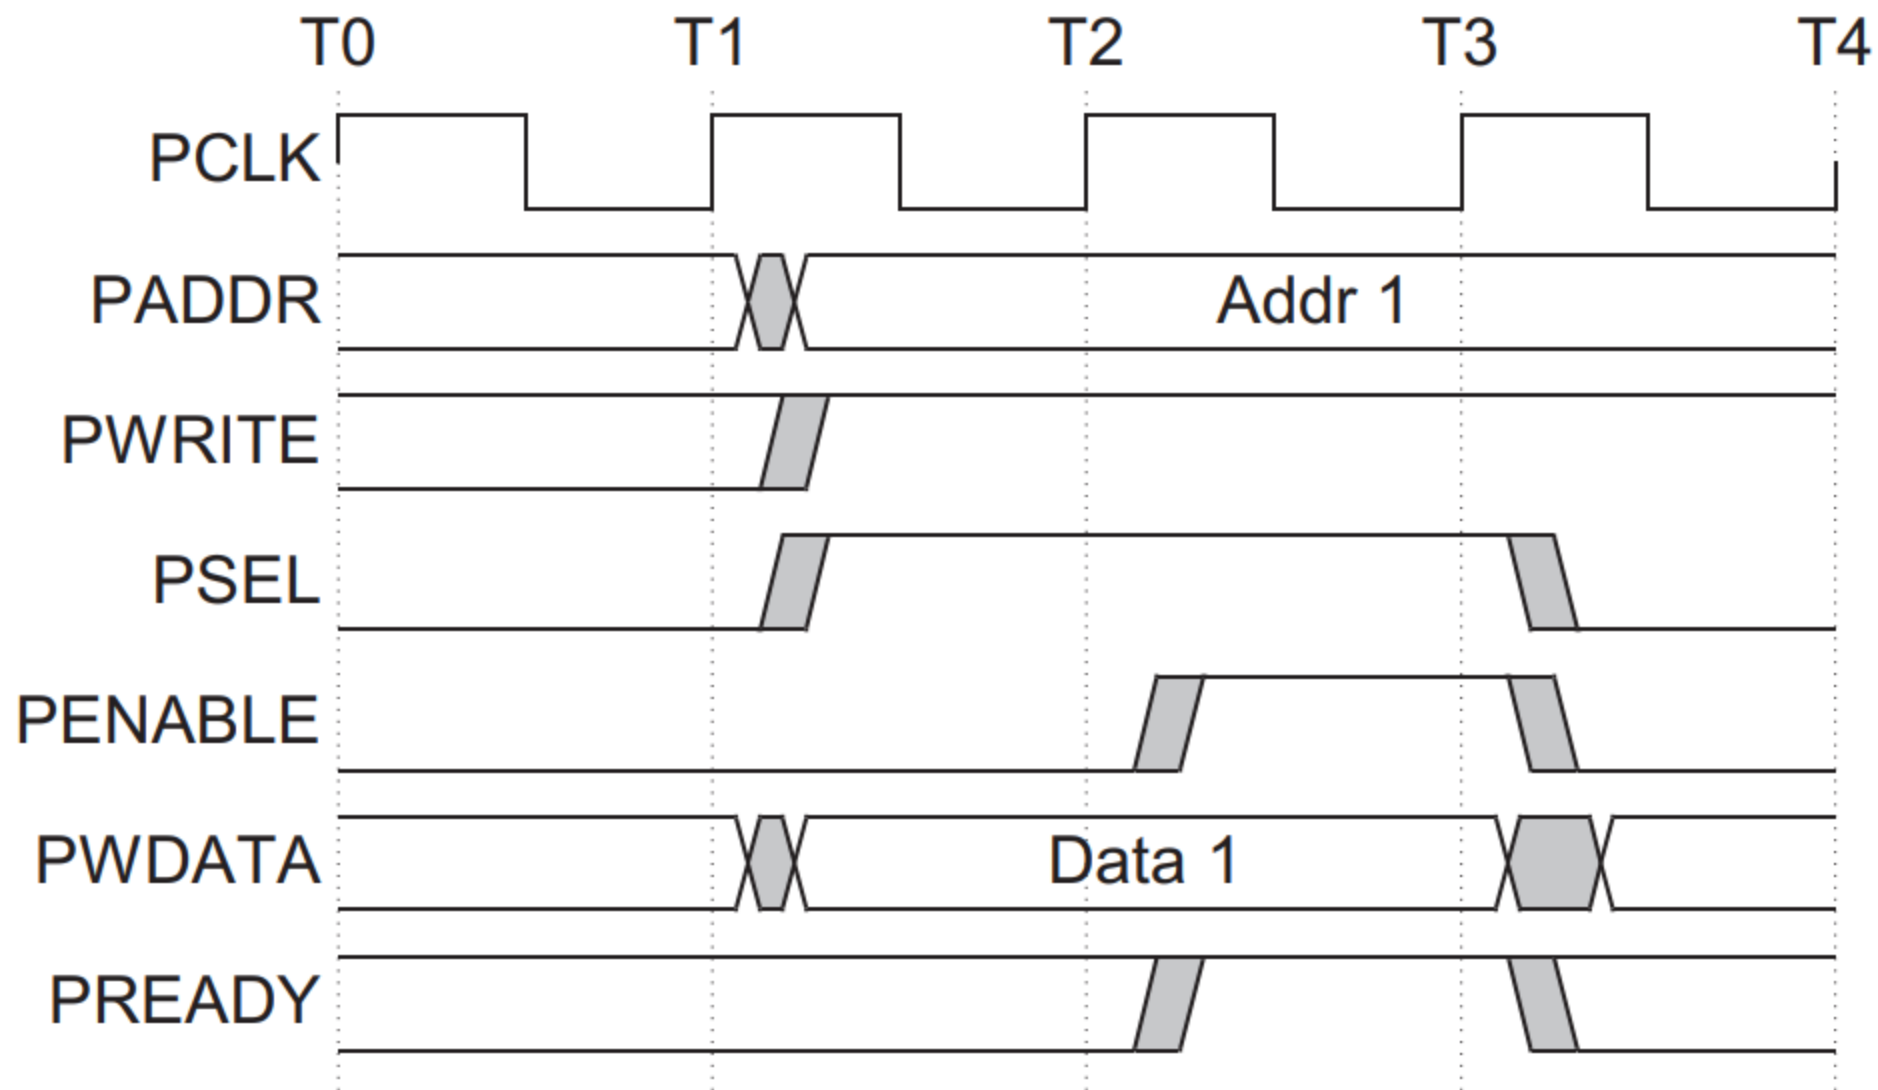 T0 T1 T2 T3 T4
PCLK
PADDR Addr 1
PWRITE
PSEL
PENABLE
PWDATA Data 1
PREADY